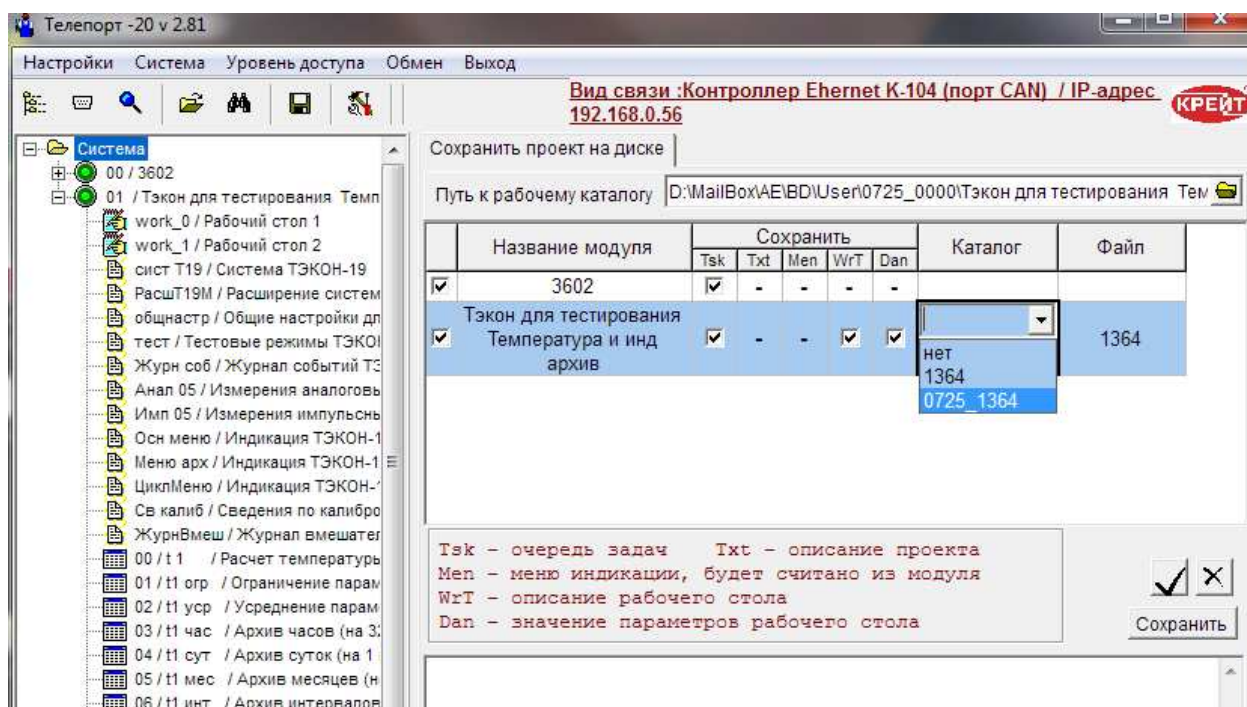 Телепорт -20 v 2.81
Настройки Система Уровень доступа Обмен Выход
Вид связи :Контроллер Ehernet К-104 (порт CAN) / IP-адрес
192.168.0.56
КРЕЙТ
Система
00 / 3602
01 / Тэкон для тестирования Темп
work_0 / Рабочий стол 1
work_1 / Рабочий стол 2
сист Т19 / Система ТЭКОН-19
РасшТ19М / Расширение систем
общнастр / Общие настройки дл
тест / Тестовые режимы ТЭКО
Журн соб / Журнал событий ТЭ
Анал 05 / Измерения аналоговь
Имп 05 / Измерения импульснь
Осн меню / Индикация ТЭКОН-1
Меню арх / Индикация ТЭКОН-1
ЦиклМеню / Индикация ТЭКОН-
Св калиб / Сведения по калибро
ЖурнВмеш / Журнал вмешател
00 / t 1 / Расчет температурь
01 / t1 огр / Ограничение парам
02 / t1 уср / Усреднение парам
03 / t1 час / Архив часов (на 3
04 / t1 сут / Архив суток (на 1
05 / t1 мес / Архив месяцев (н
06 / t1 инт / Архив интервалов
Сохранить проект на диске
Путь к рабочему каталогу D:\MailBox\AE\BD\User\0725_0000\Тэкон для тестирования Тем
Название модуля Сохранить Каталог Файл
Tsk Txt Men WrT Dan
3602 - - - -
Тэкон для тестирования
Температура и инд
архив
- -
1364
нет
1364
0725_1364
Tsk - очередь задач Txt - описание проекта
Men - меню индикации, будет считано из модуля
WrT - описание рабочего стола
Dan - значение параметров рабочего стола
Сохранить